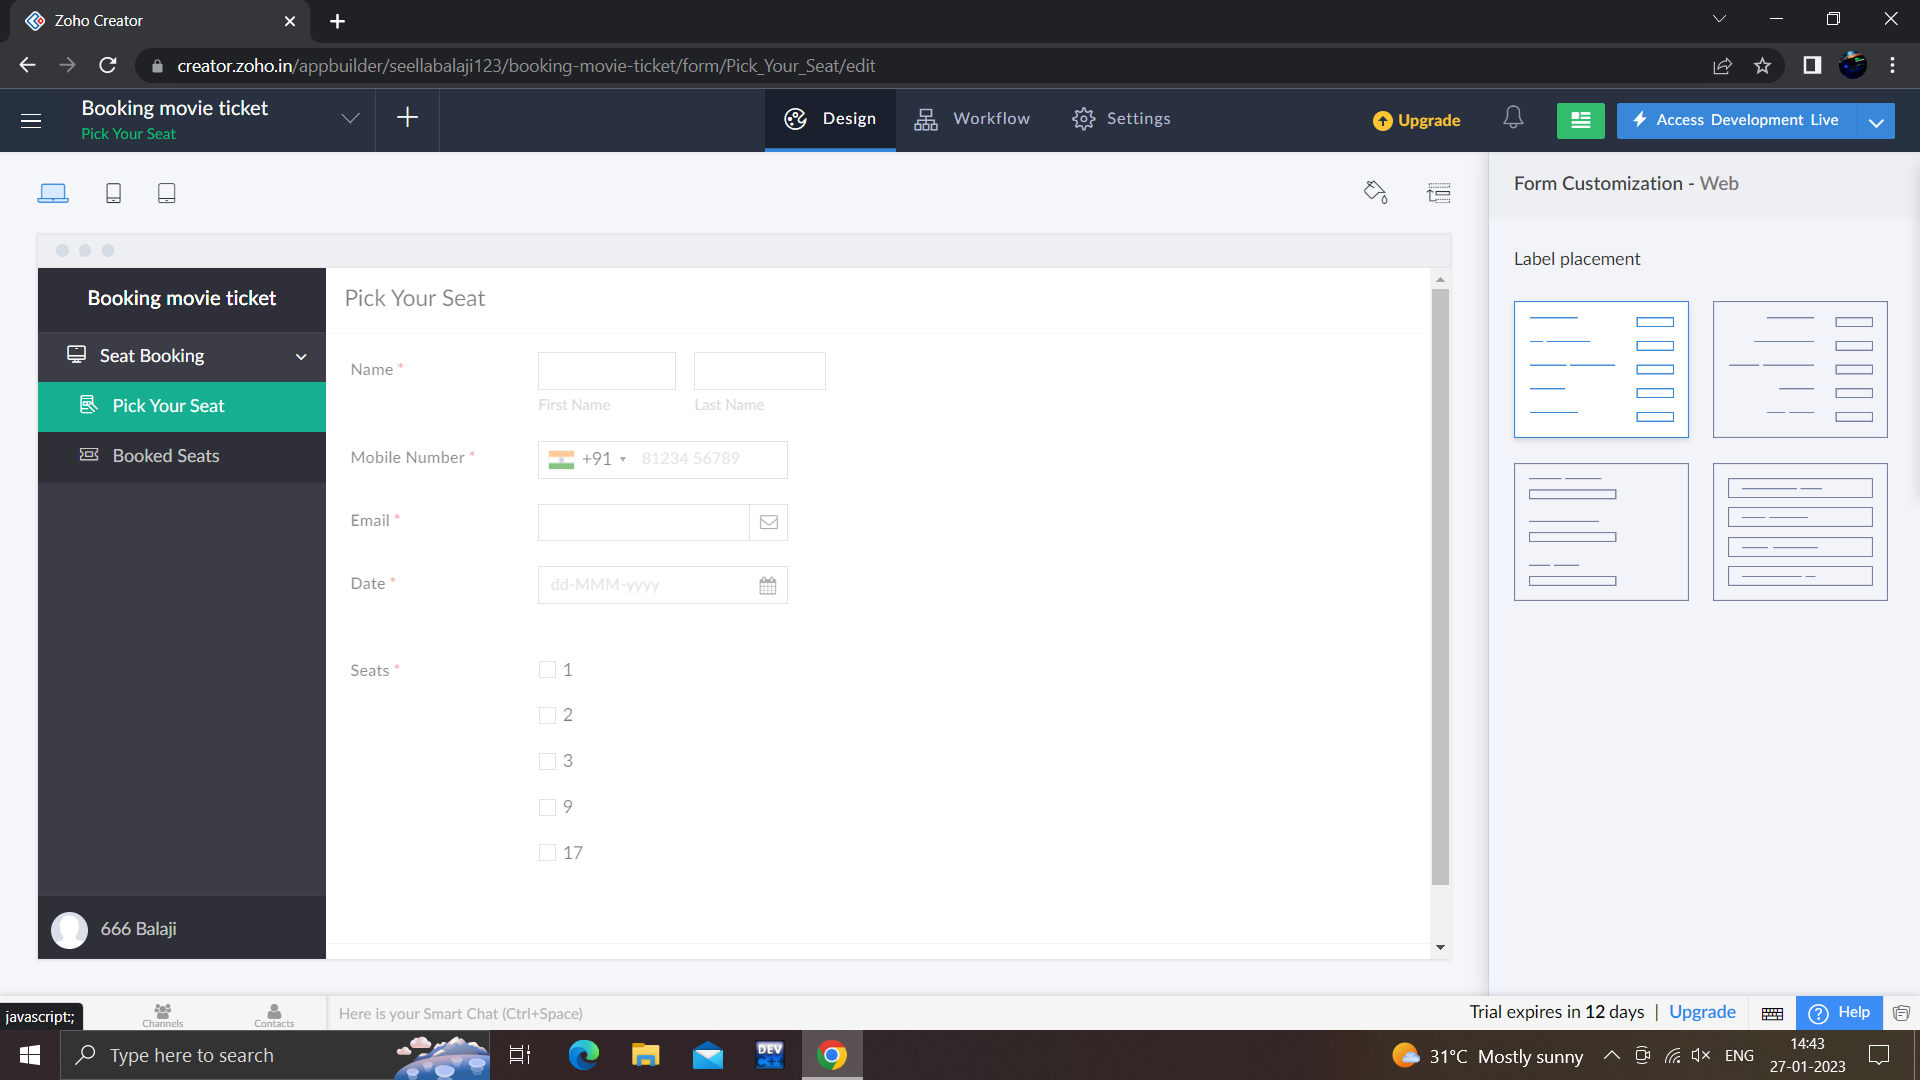 Zoho Creator
creator.zoho.in/appbuilder/seellabalaji123/booking-movie-ticket/form/Pick_Your_Seat/edit
Booking movie ticket
Pick Your Seat
Design
Workflow
Settings
Upgrade
Access Development Live
Form Customization - Web
Label placement
Booking movie ticket
Seat Booking
Pick Your Seat
Booked Seats
666 Balaji
Pick Your Seat
Name *
First Name
Last Name
Mobile Number *
+91
81234 56789
Email *
Date *
dd-MMM-yyyy
Seats *
1
2
3
9
17
javascript:;
Channels
Contacts
Here is your Smart Chat (Ctrl+Space)
Trial expires in 12 days | Upgrade
Help
Type here to search
DEV
C++
31°C Mostly sunny
ENG
14:43
27-01-2023